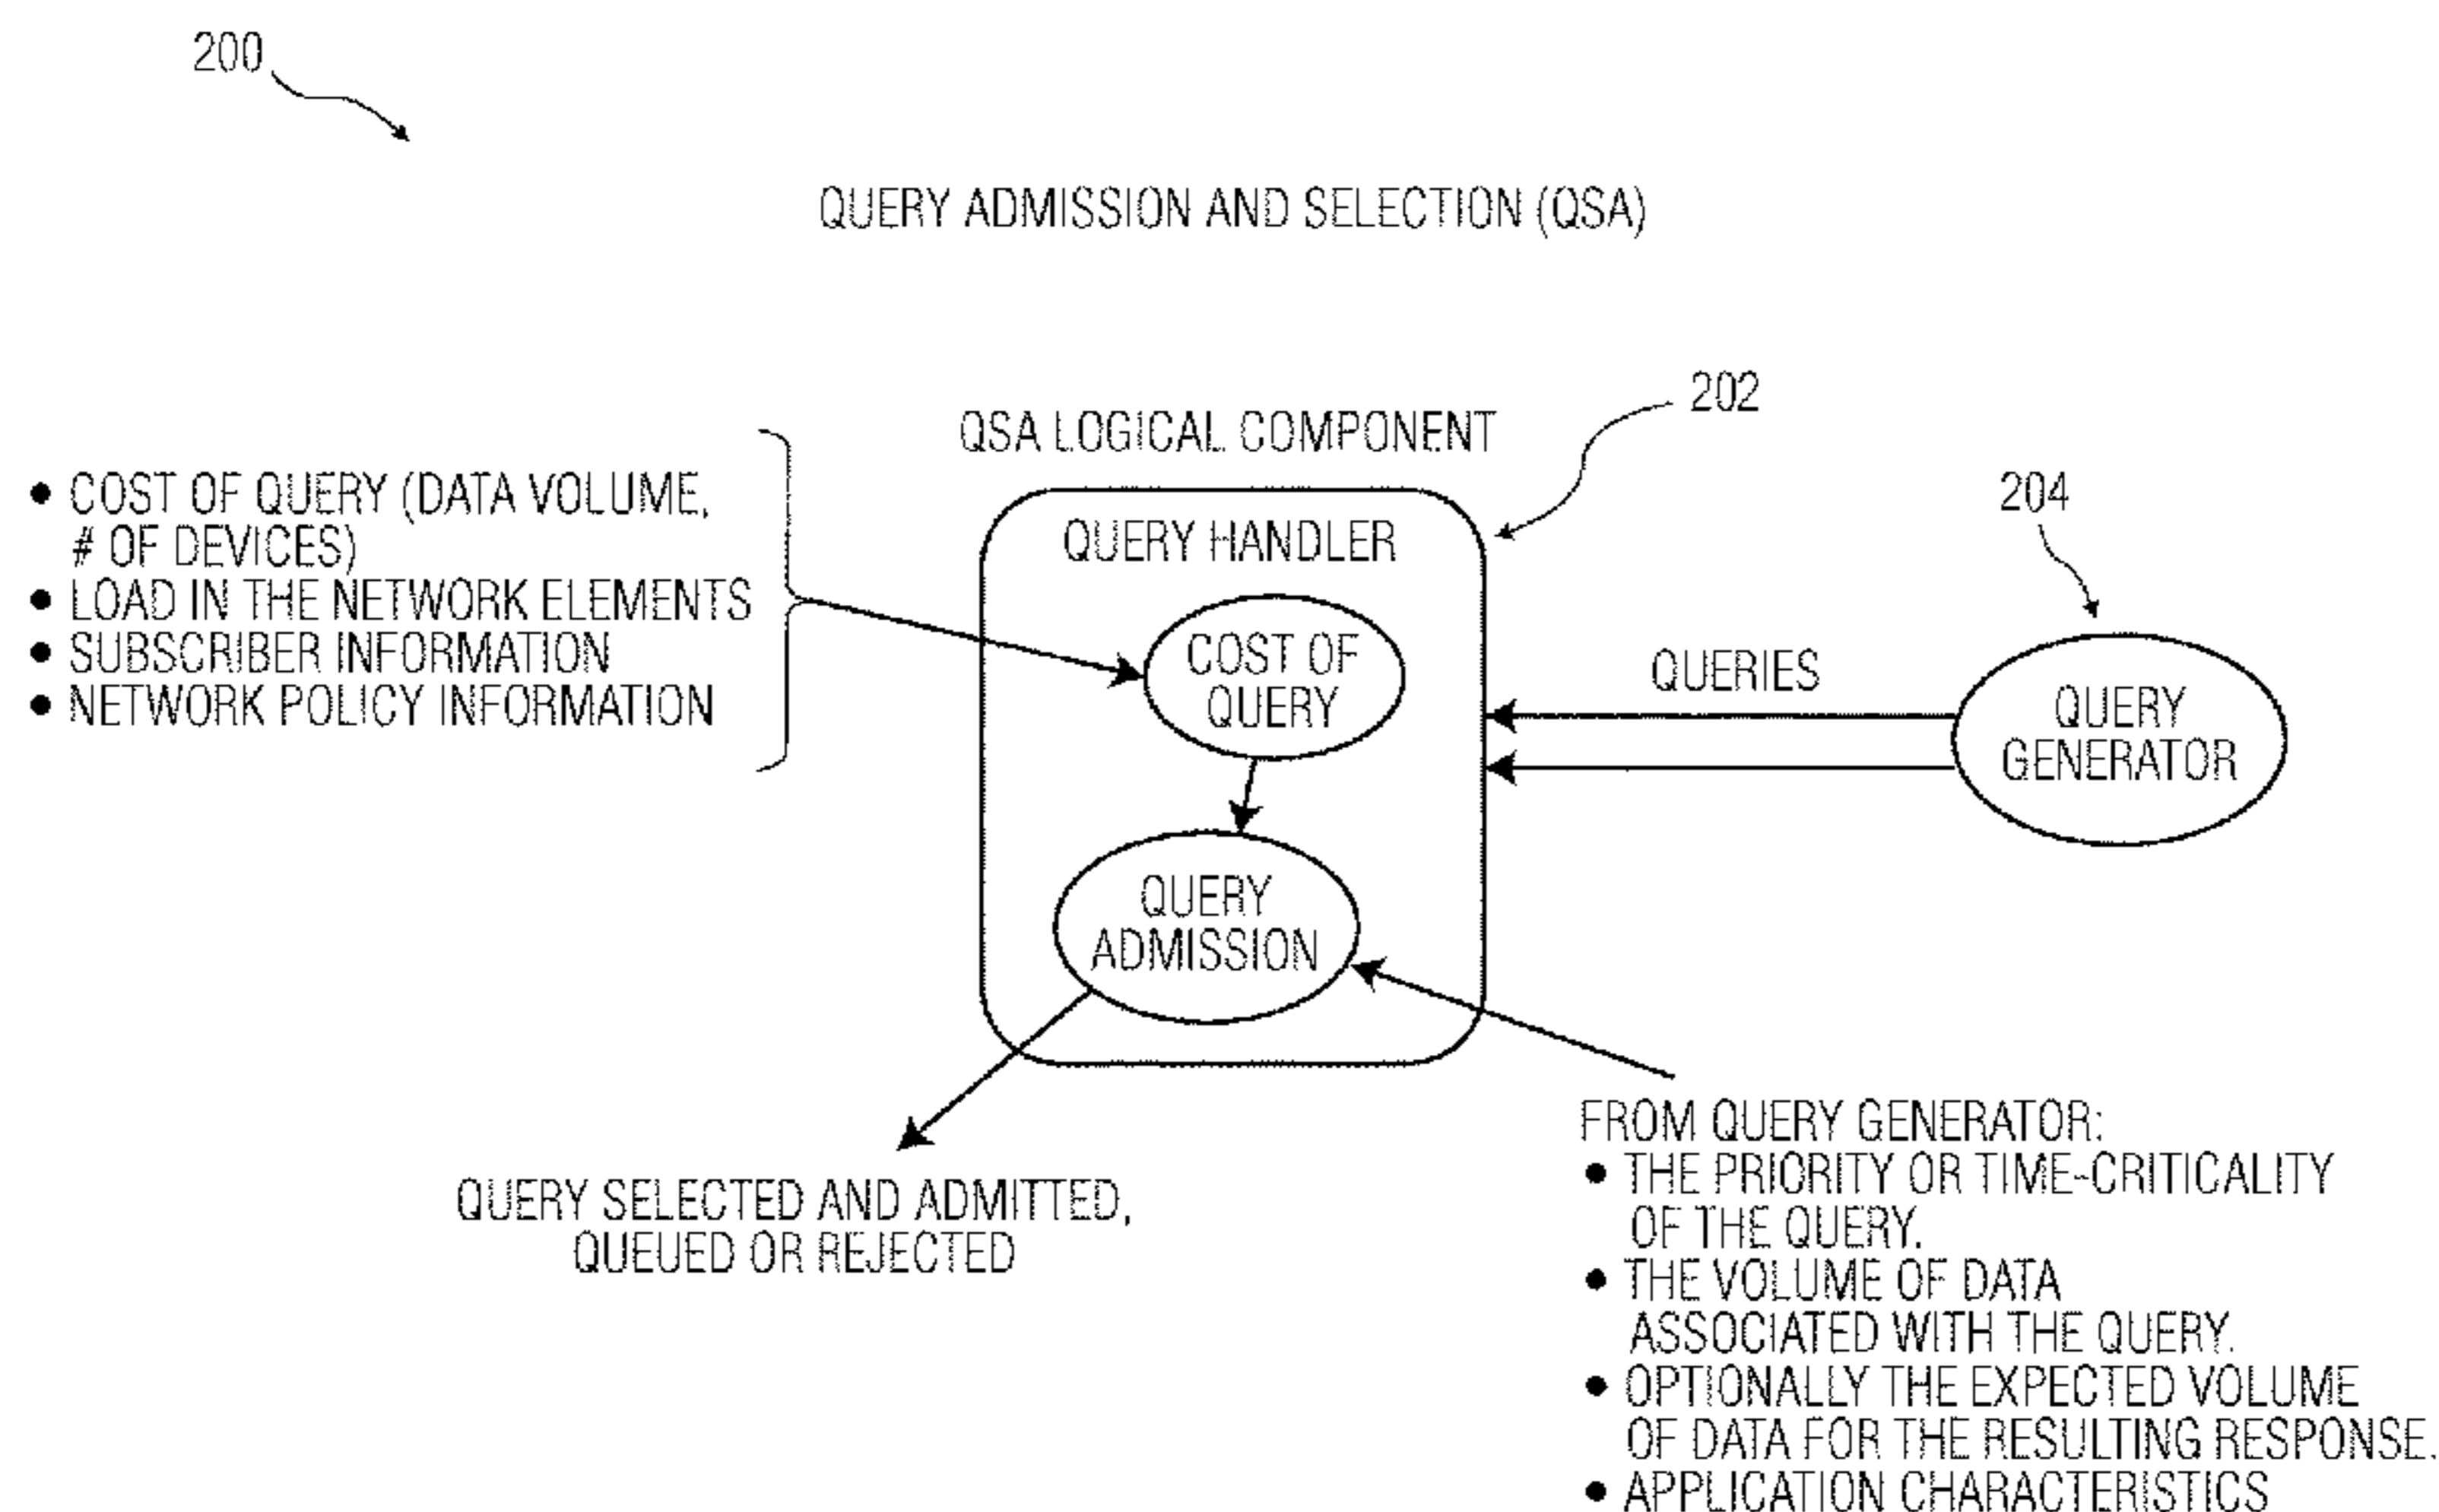 200
QUERY ADMISSION AND SELECTION (QSA)
202
QSA LOGICAL COMPONENT
204
• COST OF QUERY (DATA VOLUME,
# OF DEVICES)
• LOAD IN THE NETWORK ELEMENTS
• SUBSCRIBER INFORMATION
• NETWORK POLICY INFORMATION
QUERY HANDLER
COST OF
QUERY
QUERIES
QUERY
GENERATOR
QUERY
ADMISSION
QUERY SELECTED AND ADMITTED,
QUEUED OR REJECTED
FROM QUERY GENERATOR:
• THE PRIORITY OR TIME-CRITICALITY
OF THE QUERY.
• THE VOLUME OF DATA
ASSOCIATED WITH THE QUERY.
• OPTIONALLY THE EXPECTED VOLUME
OF DATA FOR THE RESULTING RESPONSE.
• APPLICATION CHARACTERISTICS